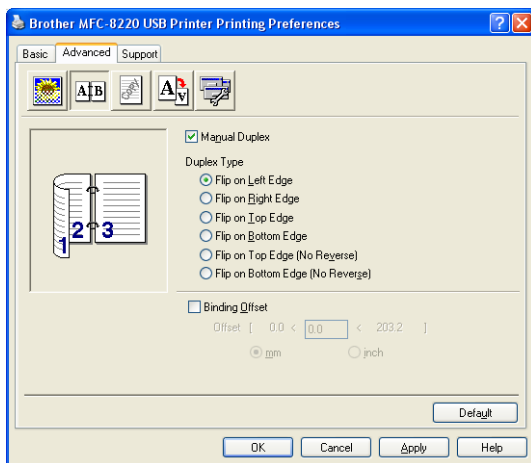 Brother MFC-8220 USB Printer Printing Preferences
Basic Advanced Support
A B A A
Manual Duplex
Duplex Type
Flip on Left Edge
Flip on Right Edge
Flip on Top Edge
Flip on Bottom Edge
Flip on Top Edge (No Reverse)
Flip on Bottom Edge (No Reverse)
1 2 3
Binding Offset
Offset [ 0.0 < 0.0 < 203.2 ]
mm inch
Default
OK Cancel Apply Help